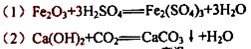 (1) Fe₂O₃+3H₂SO₄══Fe₂(SO₄)₃+3H₂O
(2) Ca(OH)₂+CO₂══CaCO₃↓+H₂O